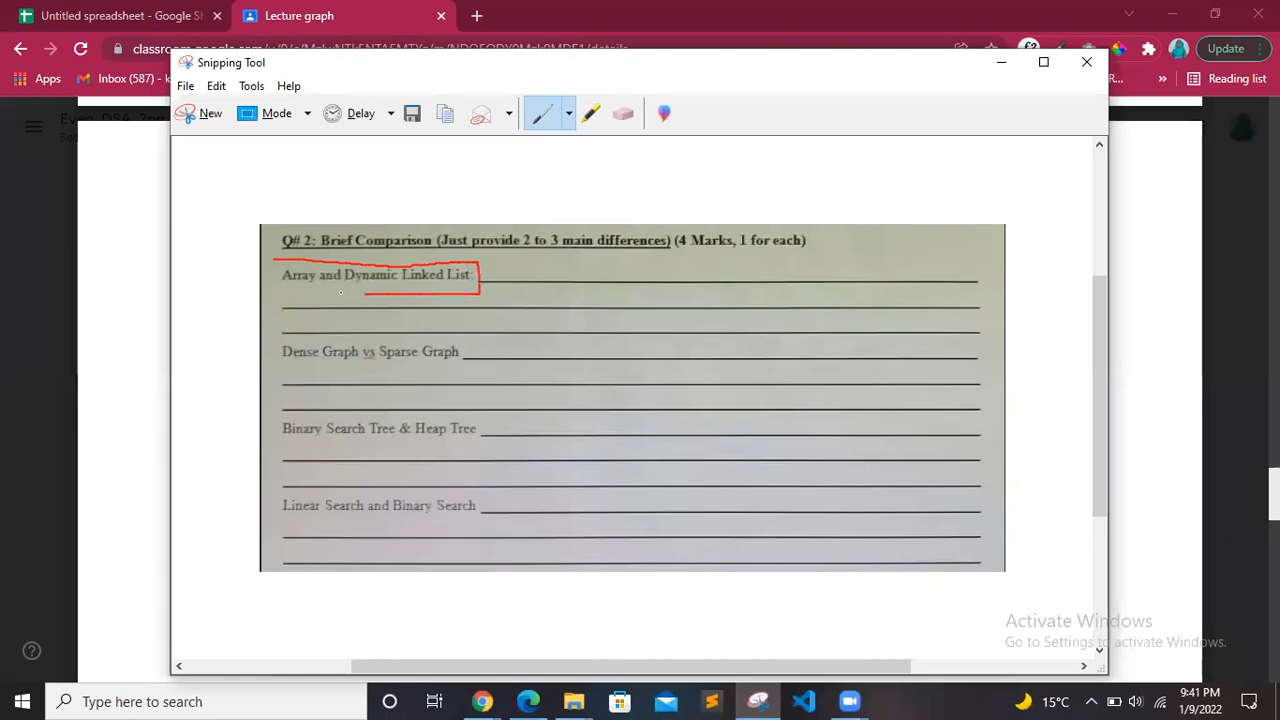 Untitled spreadsheet - Google Sh
Lecture graph
Update
Apps
Inbox (587) - k
Reading list
Snipping Tool
File Edit Tools Help
New Mode Delay
Q# 2: Brief Comparison (Just provide 2 to 3 main differences) (4 Marks, 1 for each)
Array and Dynamic Linked List:
Dense Graph vs Sparse Graph
Binary Search Tree & Heap Tree
Linear Search and Binary Search
Activate Windows
Go to Settings to activate Windows.
Type here to search
15°C
9:41 PM
1/9/2022